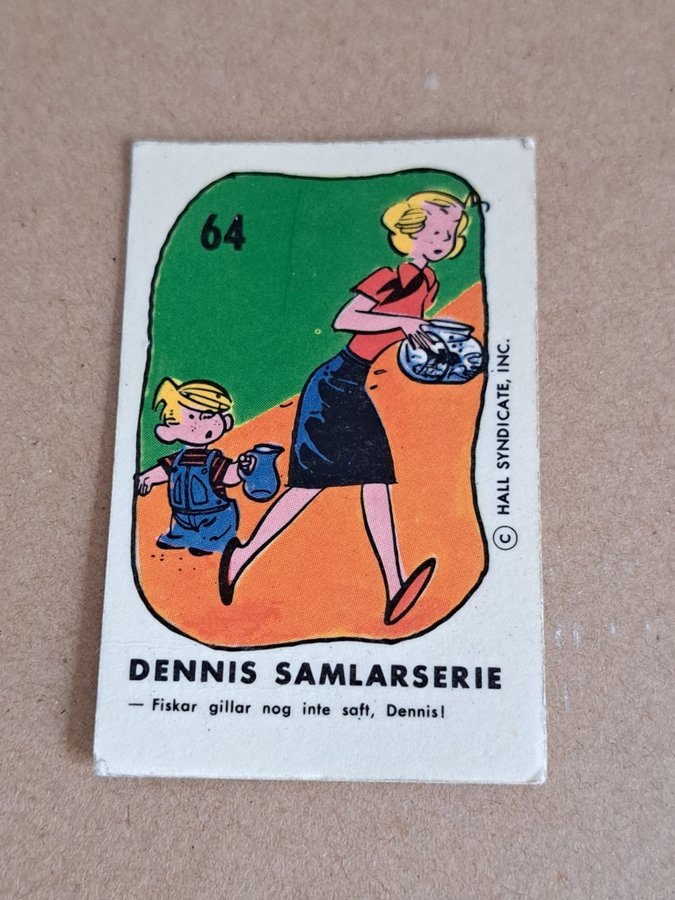 64
© HALL SYNDICATE, INC.
DENNIS SAMLARSERIE
— Fiskar gillar nog inte saft, Dennis!